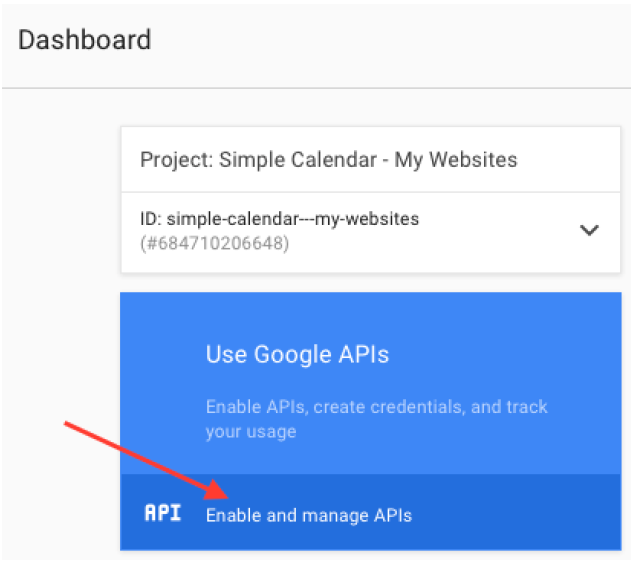 Dashboard
Project: Simple Calendar - My Websites
ID: simple-calendar---my-websites
(#684710206648)
Use Google APIs
Enable APIs, create credentials, and track
your usage
API Enable and manage APIs